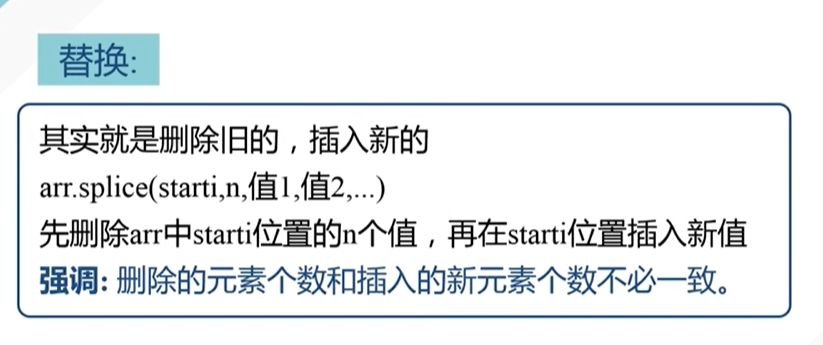 替换:
其实就是删除旧的，插入新的
arr.splice(starti,n,值1,值2,...)
先删除arr中starti位置的n个值，再在starti位置插入新值
强调: 删除的元素个数和插入的新元素个数不必一致。